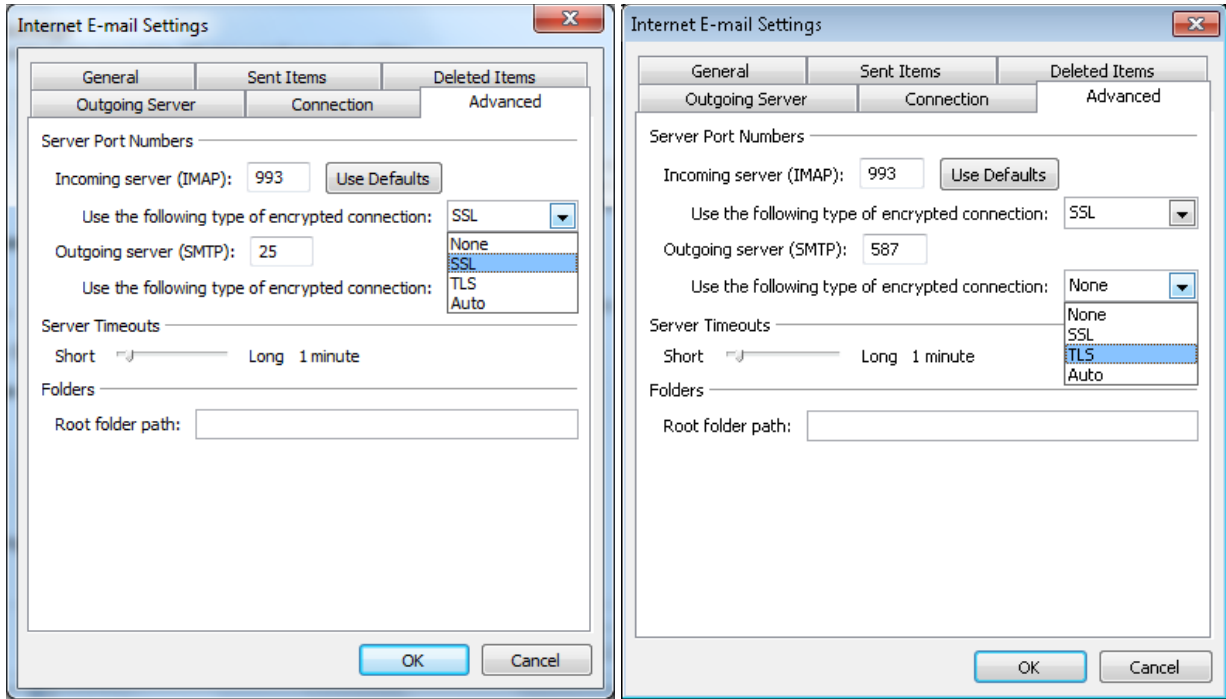 Internet E-mail Settings
General Sent Items Deleted Items
Outgoing Server Connection Advanced
Server Port Numbers
Incoming server (IMAP): 993 Use Defaults
Use the following type of encrypted connection: SSL
None
Outgoing server (SMTP): 25
SSL
TLS
Use the following type of encrypted connection:
Auto
Server Timeouts
Short Long 1 minute
Folders
Root folder path:
OK Cancel
Internet E-mail Settings
General Sent Items Deleted Items
Outgoing Server Connection Advanced
Server Port Numbers
Incoming server (IMAP): 993 Use Defaults
Use the following type of encrypted connection: SSL
Outgoing server (SMTP): 587
Use the following type of encrypted connection: None
None
Server Timeouts
SSL
Short Long 1 minute
TLS
Auto
Folders
Root folder path:
OK Cancel